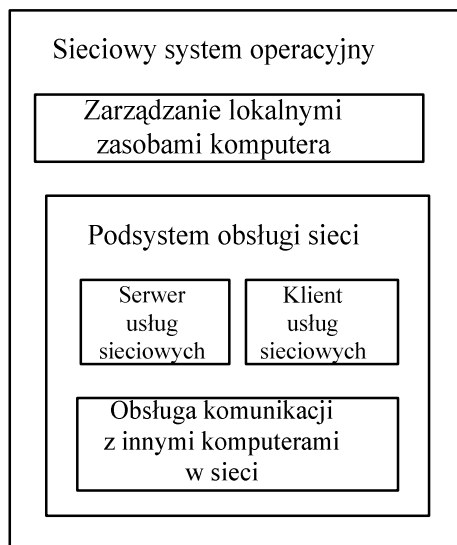 Sieciowy system operacyjny
Zarządzanie lokalnymi
zasobami komputera
Podsystem obsługi sieci
Serwer
usług
sieciowych
Klient
usług
sieciowych
Obsługa komunikacji
z innymi komputerami
w sieci